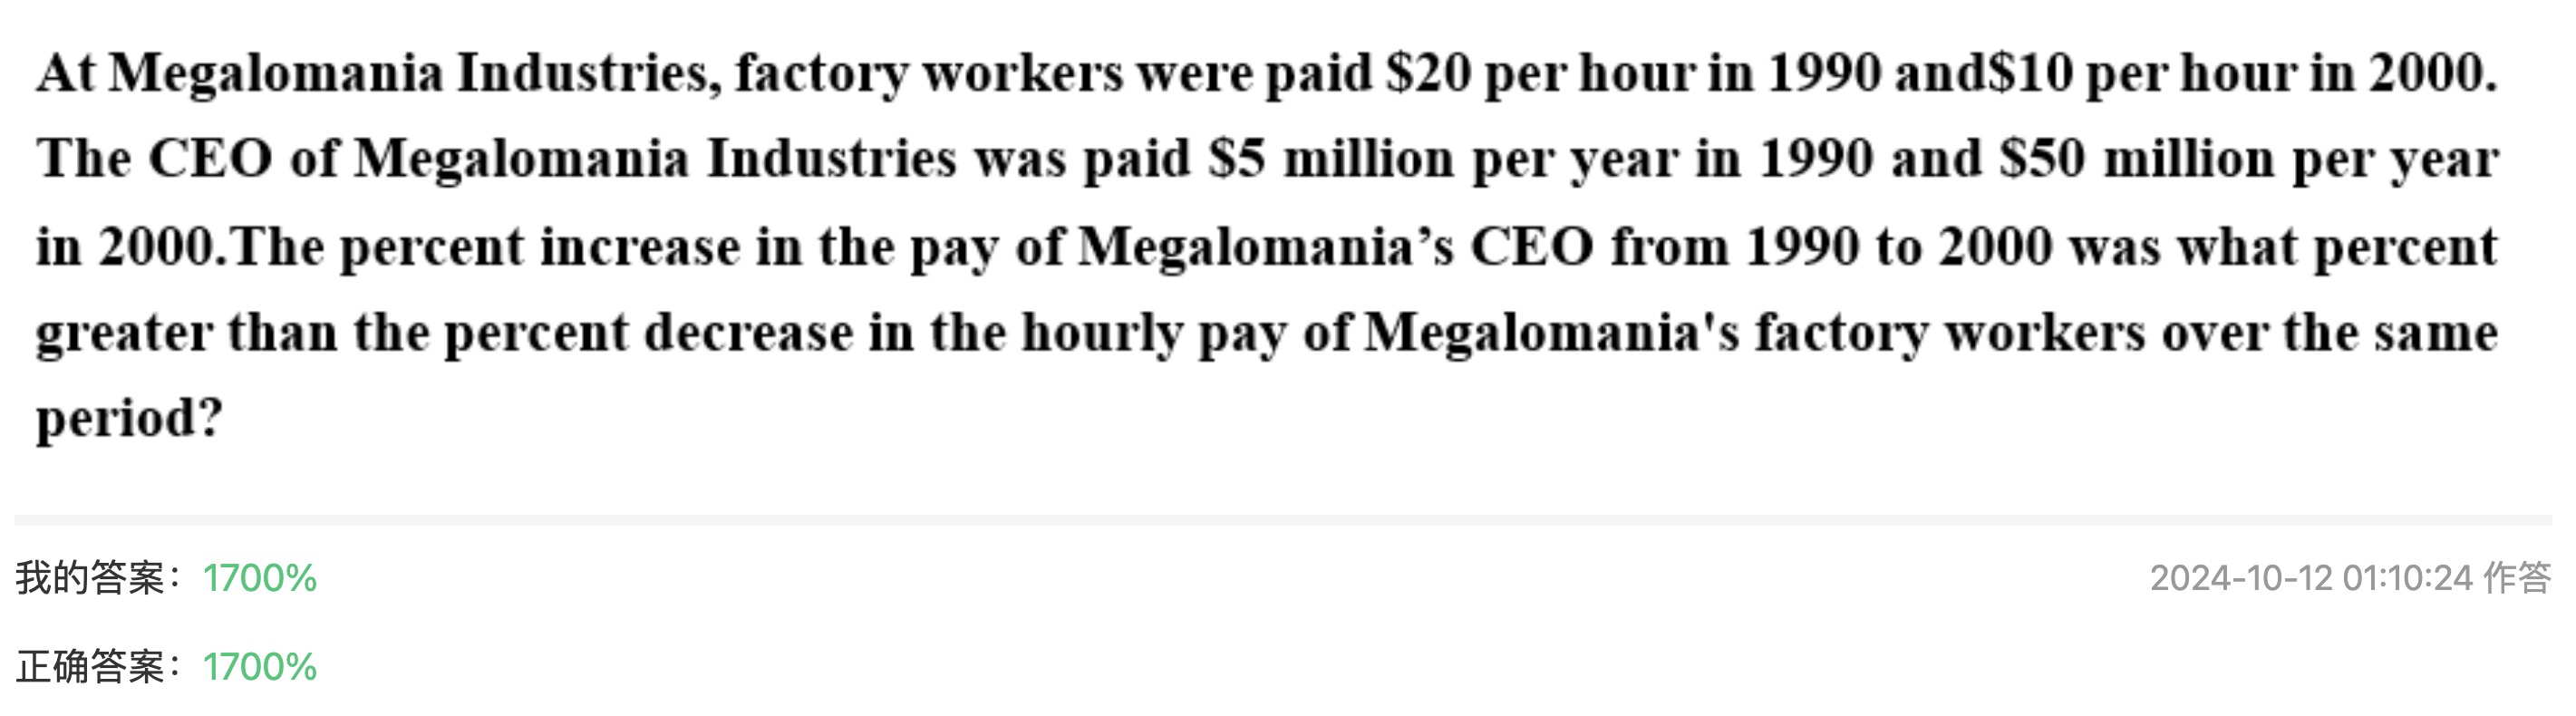 At Megalomania Industries, factory workers were paid $20 per hour in 1990 and$10 per hour in 2000.
The CEO of Megalomania Industries was paid $5 million per year in 1990 and $50 million per year
in 2000.The percent increase in the pay of Megalomania’s CEO from 1990 to 2000 was what percent
greater than the percent decrease in the hourly pay of Megalomania's factory workers over the same
period?
我的答案：1700% 2024-10-12 01:10:24 作答
正确答案：1700%